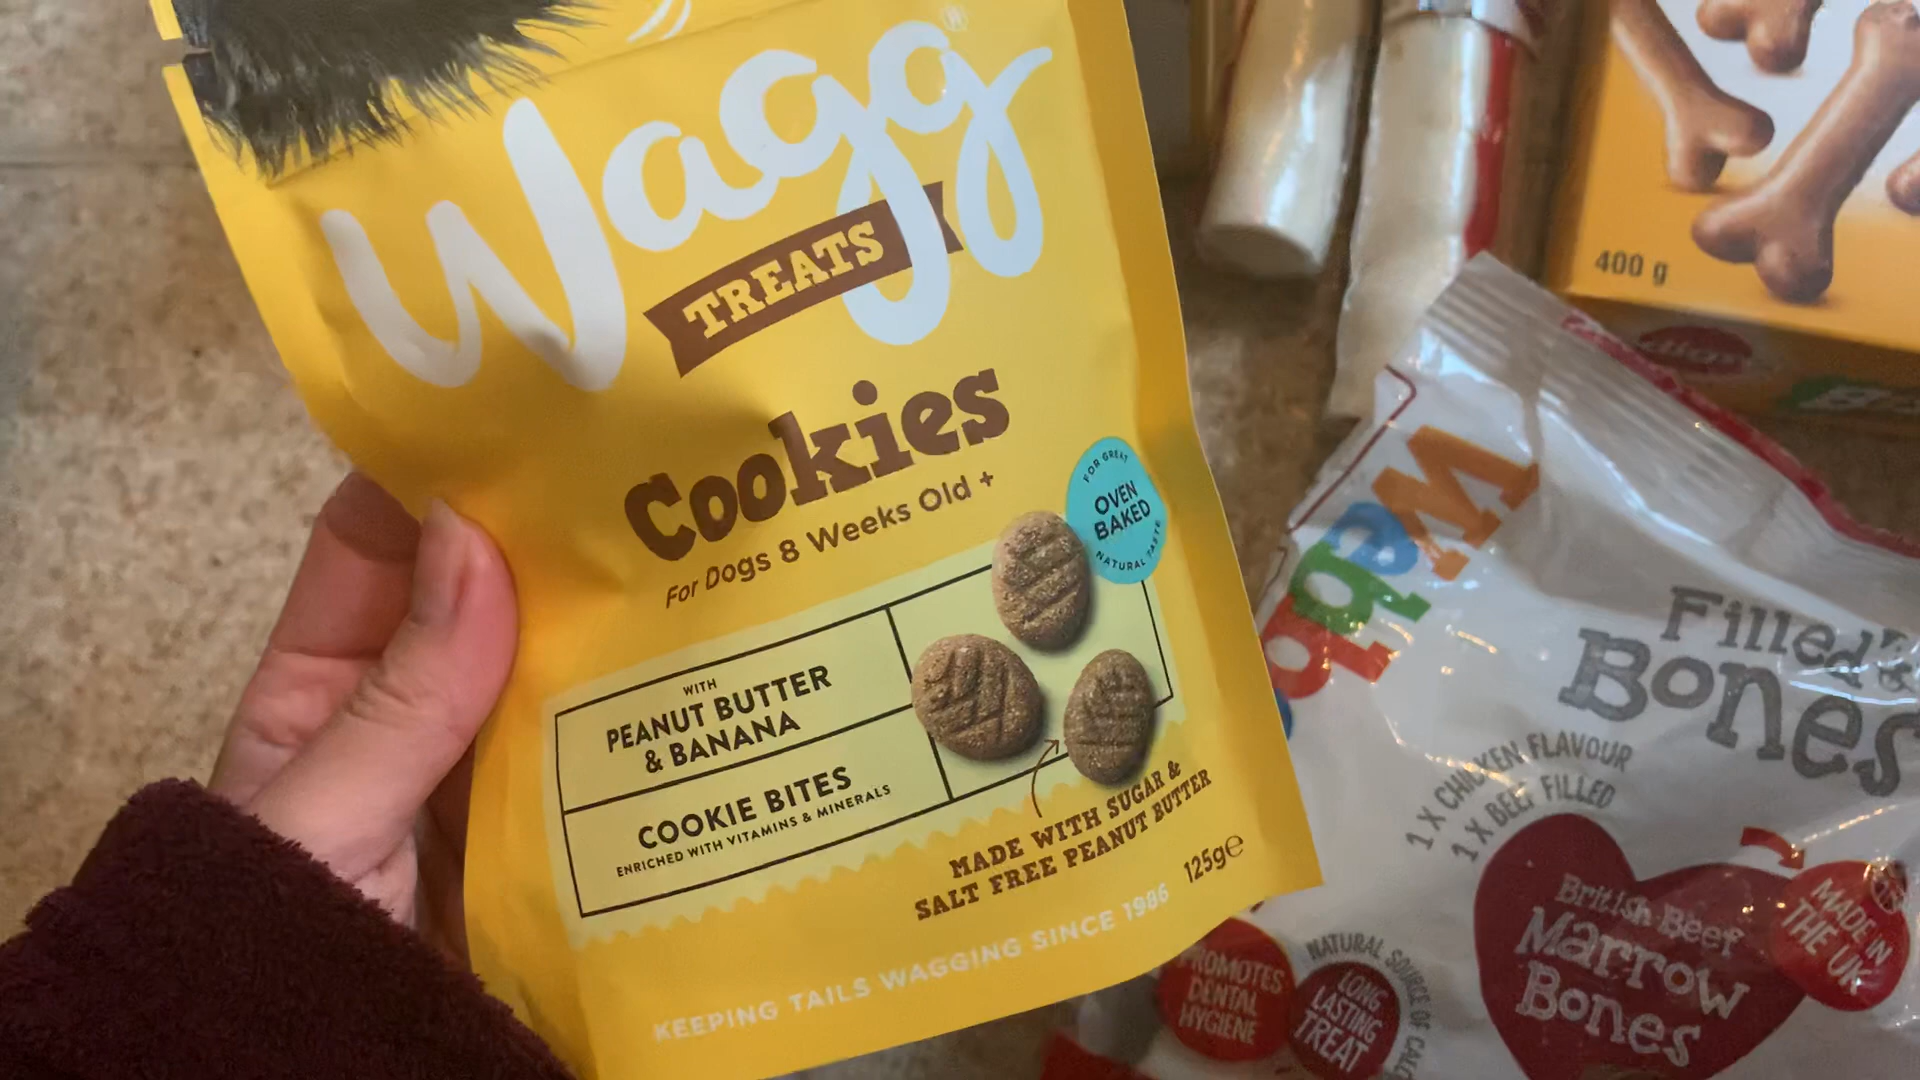 Wagg®
TREATS
Cookies
For Dogs 8 Weeks Old +
FOR GREAT
OVEN
BAKED
NATURAL TASTE
WITH
PEANUT BUTTER
& BANANA
COOKIE BITES
ENRICHED WITH VITAMINS & MINERALS
MADE WITH SUGAR &
SALT FREE PEANUT BUTTER
125g℮
KEEPING TAILS WAGGING SINCE 1986
400 g
Webb
Filled
Bones
1 X CHICKEN FLAVOUR
1 X BEEF FILLED
British Beef
Marrow
Bones
MADE IN
THE UK
PROMOTES
DENTAL
HYGIENE
LONG
LASTING
TREAT
NATURAL SOURCE OF